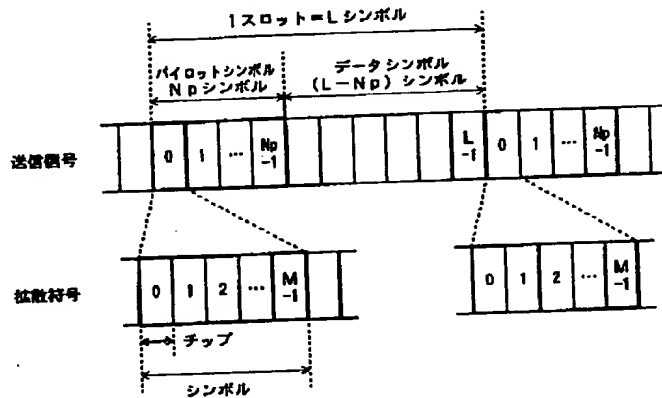 1スロット=Lシンボル
パイロットシンボル
Npシンボル
データシンボル
(L-Np) シンボル
送信信号
0 1 … Np-1 L-1 0 1 … Np-1
拡散符号
0 1 2 … M-1 0 1 2 … M-1
チップ
シンボル